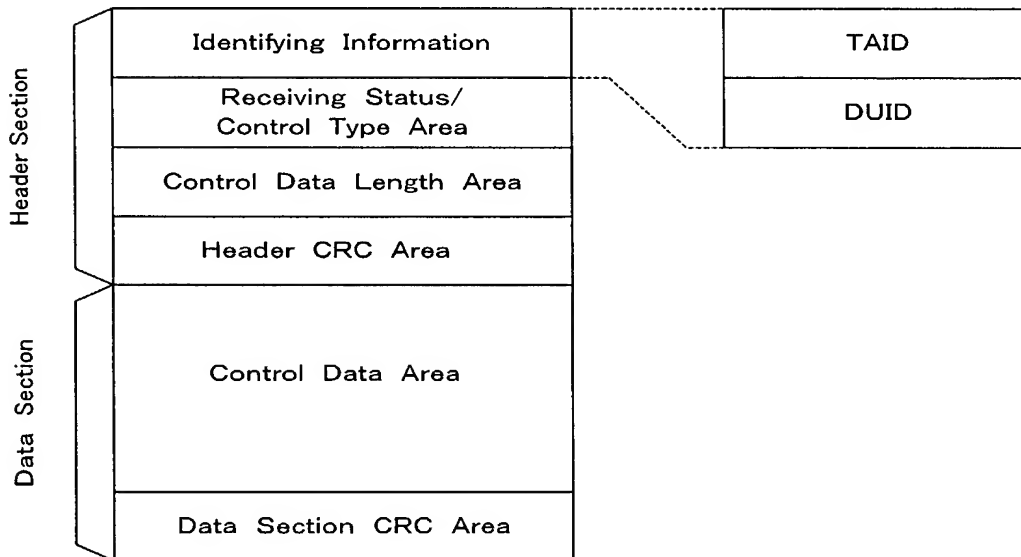 Header Section
Identifying Information
Receiving Status/
Control Type Area
Control Data Length Area
Header CRC Area
TAID
DUID
Data Section
Control Data Area
Data Section CRC Area